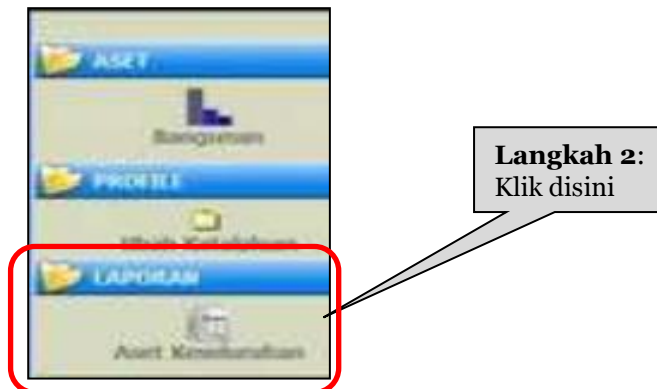 ASET
Bangunan
PROFILE
LAPORAN
Aset Keseluruhan
Langkah 2:
Klik disini